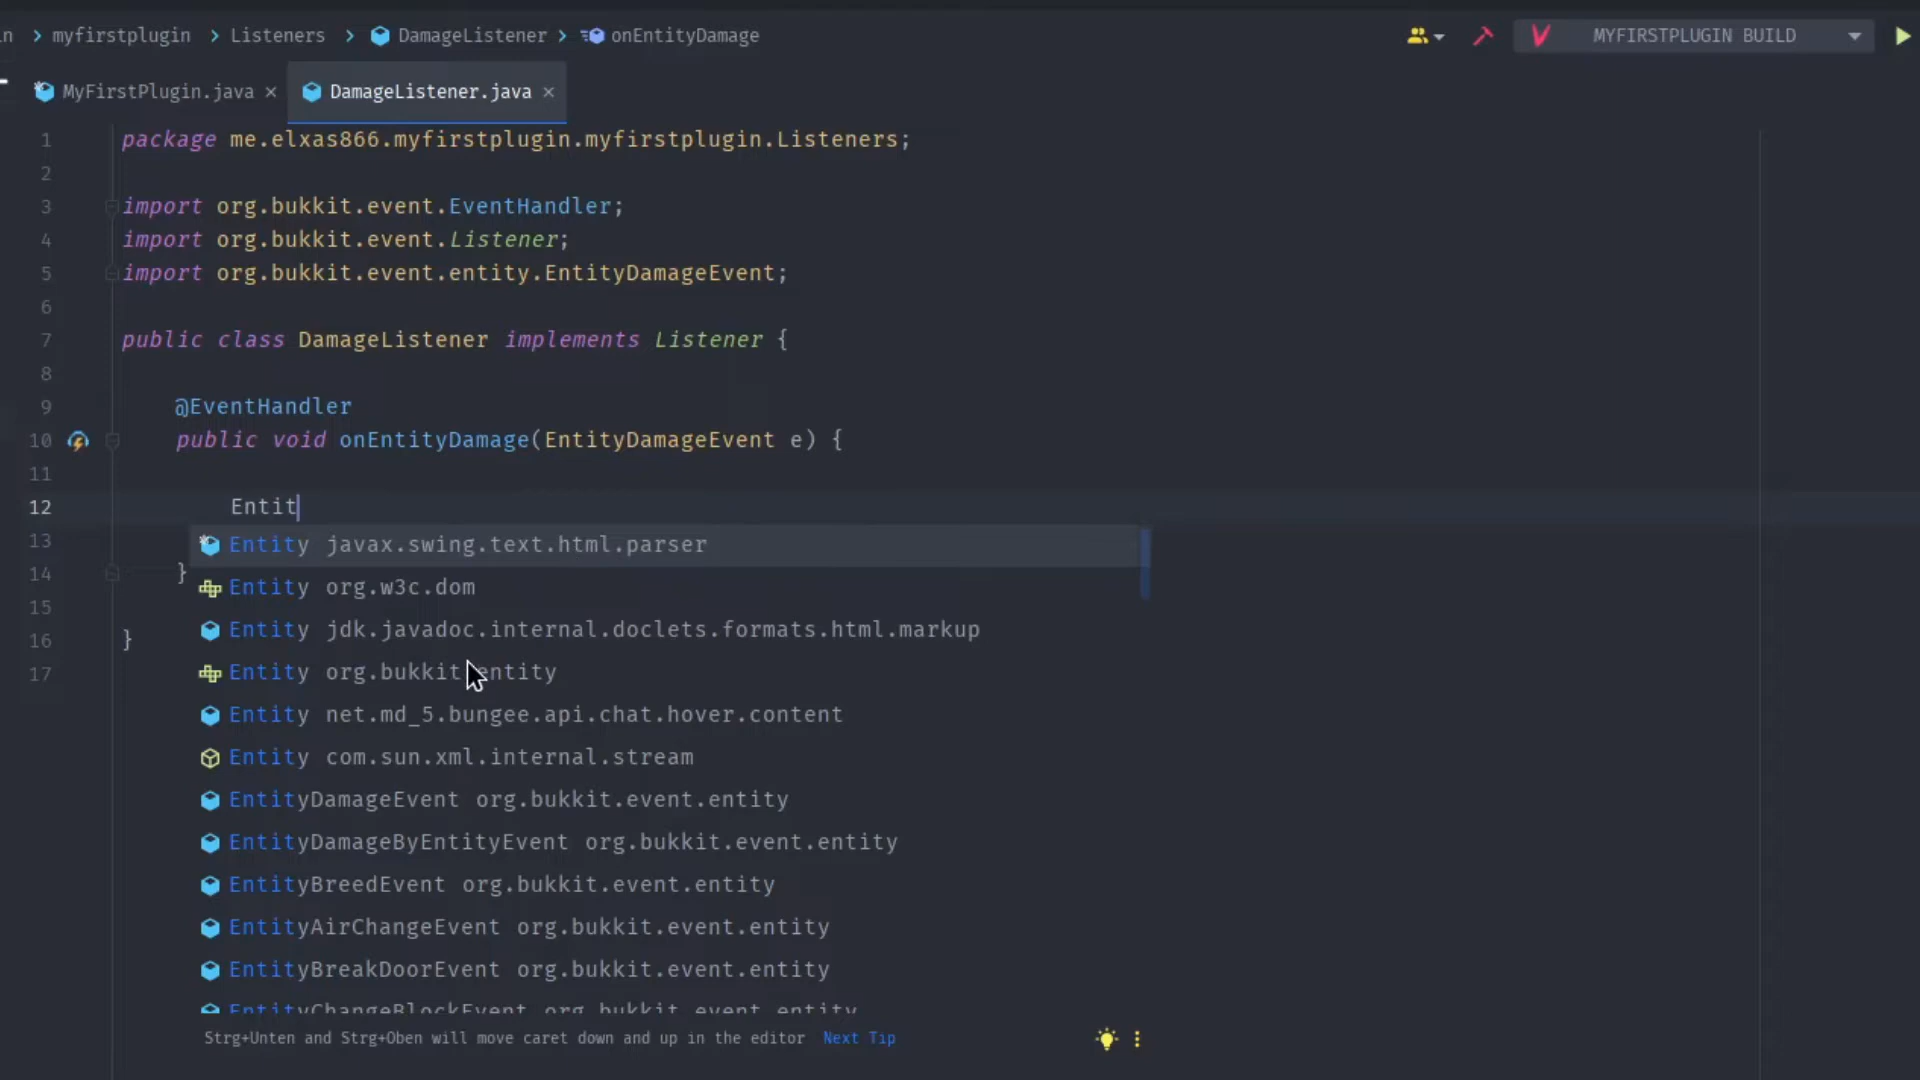 n > myfirstplugin > Listeners > DamageListener > onEntityDamage
MYFIRSTPLUGIN BUILD
MyFirstPlugin.java ×
DamageListener.java ×
1 package me.elxas866.myfirstplugin.myfirstplugin.Listeners;
2
3 import org.bukkit.event.EventHandler;
4 import org.bukkit.event.Listener;
5 import org.bukkit.event.entity.EntityDamageEvent;
6
7 public class DamageListener implements Listener {
8
9 @EventHandler
10 public void onEntityDamage(EntityDamageEvent e) {
11
12 Entit
13
14 }
15
16 }
17
Entity javax.swing.text.html.parser
Entity org.w3c.dom
Entity jdk.javadoc.internal.doclets.formats.html.markup
Entity org.bukkit.entity
Entity net.md_5.bungee.api.chat.hover.content
Entity com.sun.xml.internal.stream
EntityDamageEvent org.bukkit.event.entity
EntityDamageByEntityEvent org.bukkit.event.entity
EntityBreedEvent org.bukkit.event.entity
EntityAirChangeEvent org.bukkit.event.entity
EntityBreakDoorEvent org.bukkit.event.entity
EntityChangeBlockEvent org.bukkit.event.entity
Strg+Unten and Strg+Oben will move caret down and up in the editor Next Tip